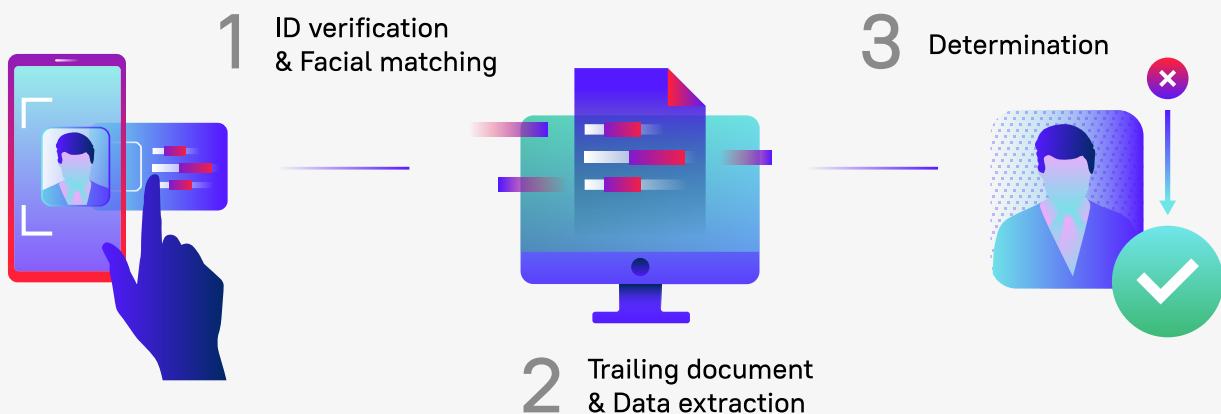 1
ID verification
& Facial matching
2
Trailing document
& Data extraction
3
Determination